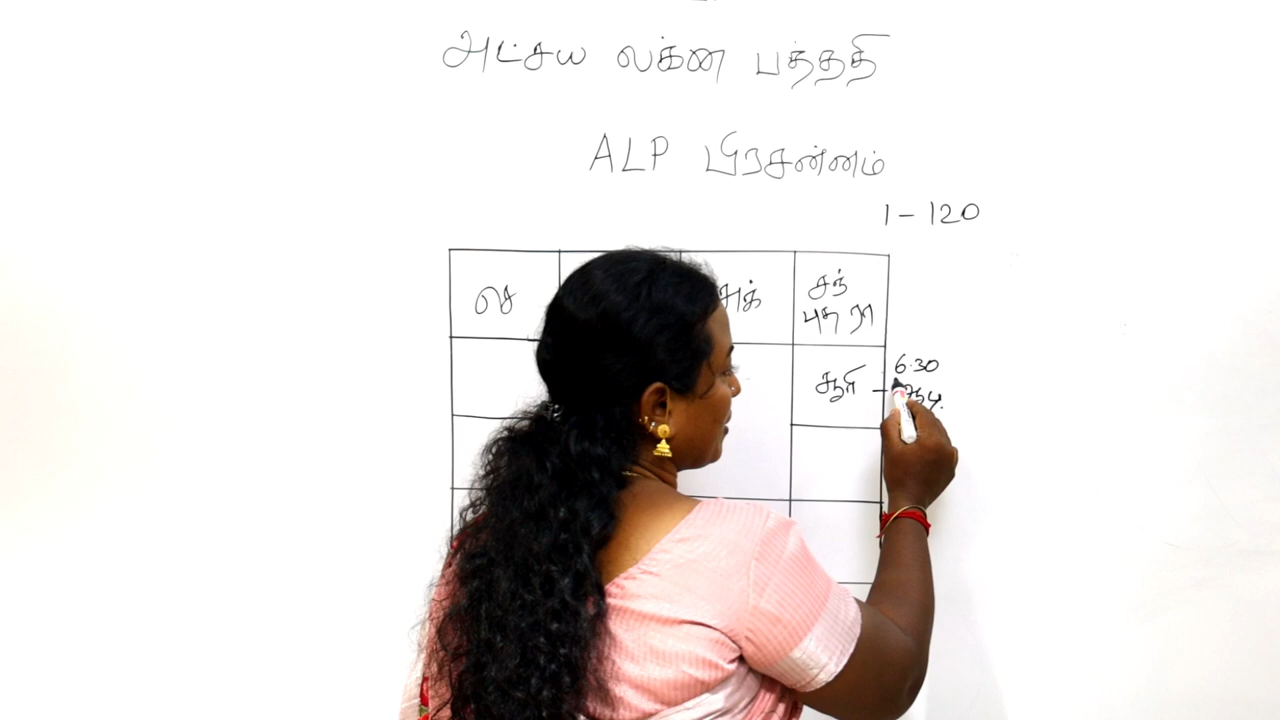 அட்சய லக்ன பத்ததி
ALP பிரசன்னம்
1 - 120
சந்
புத ரா
சூரி -
6.30